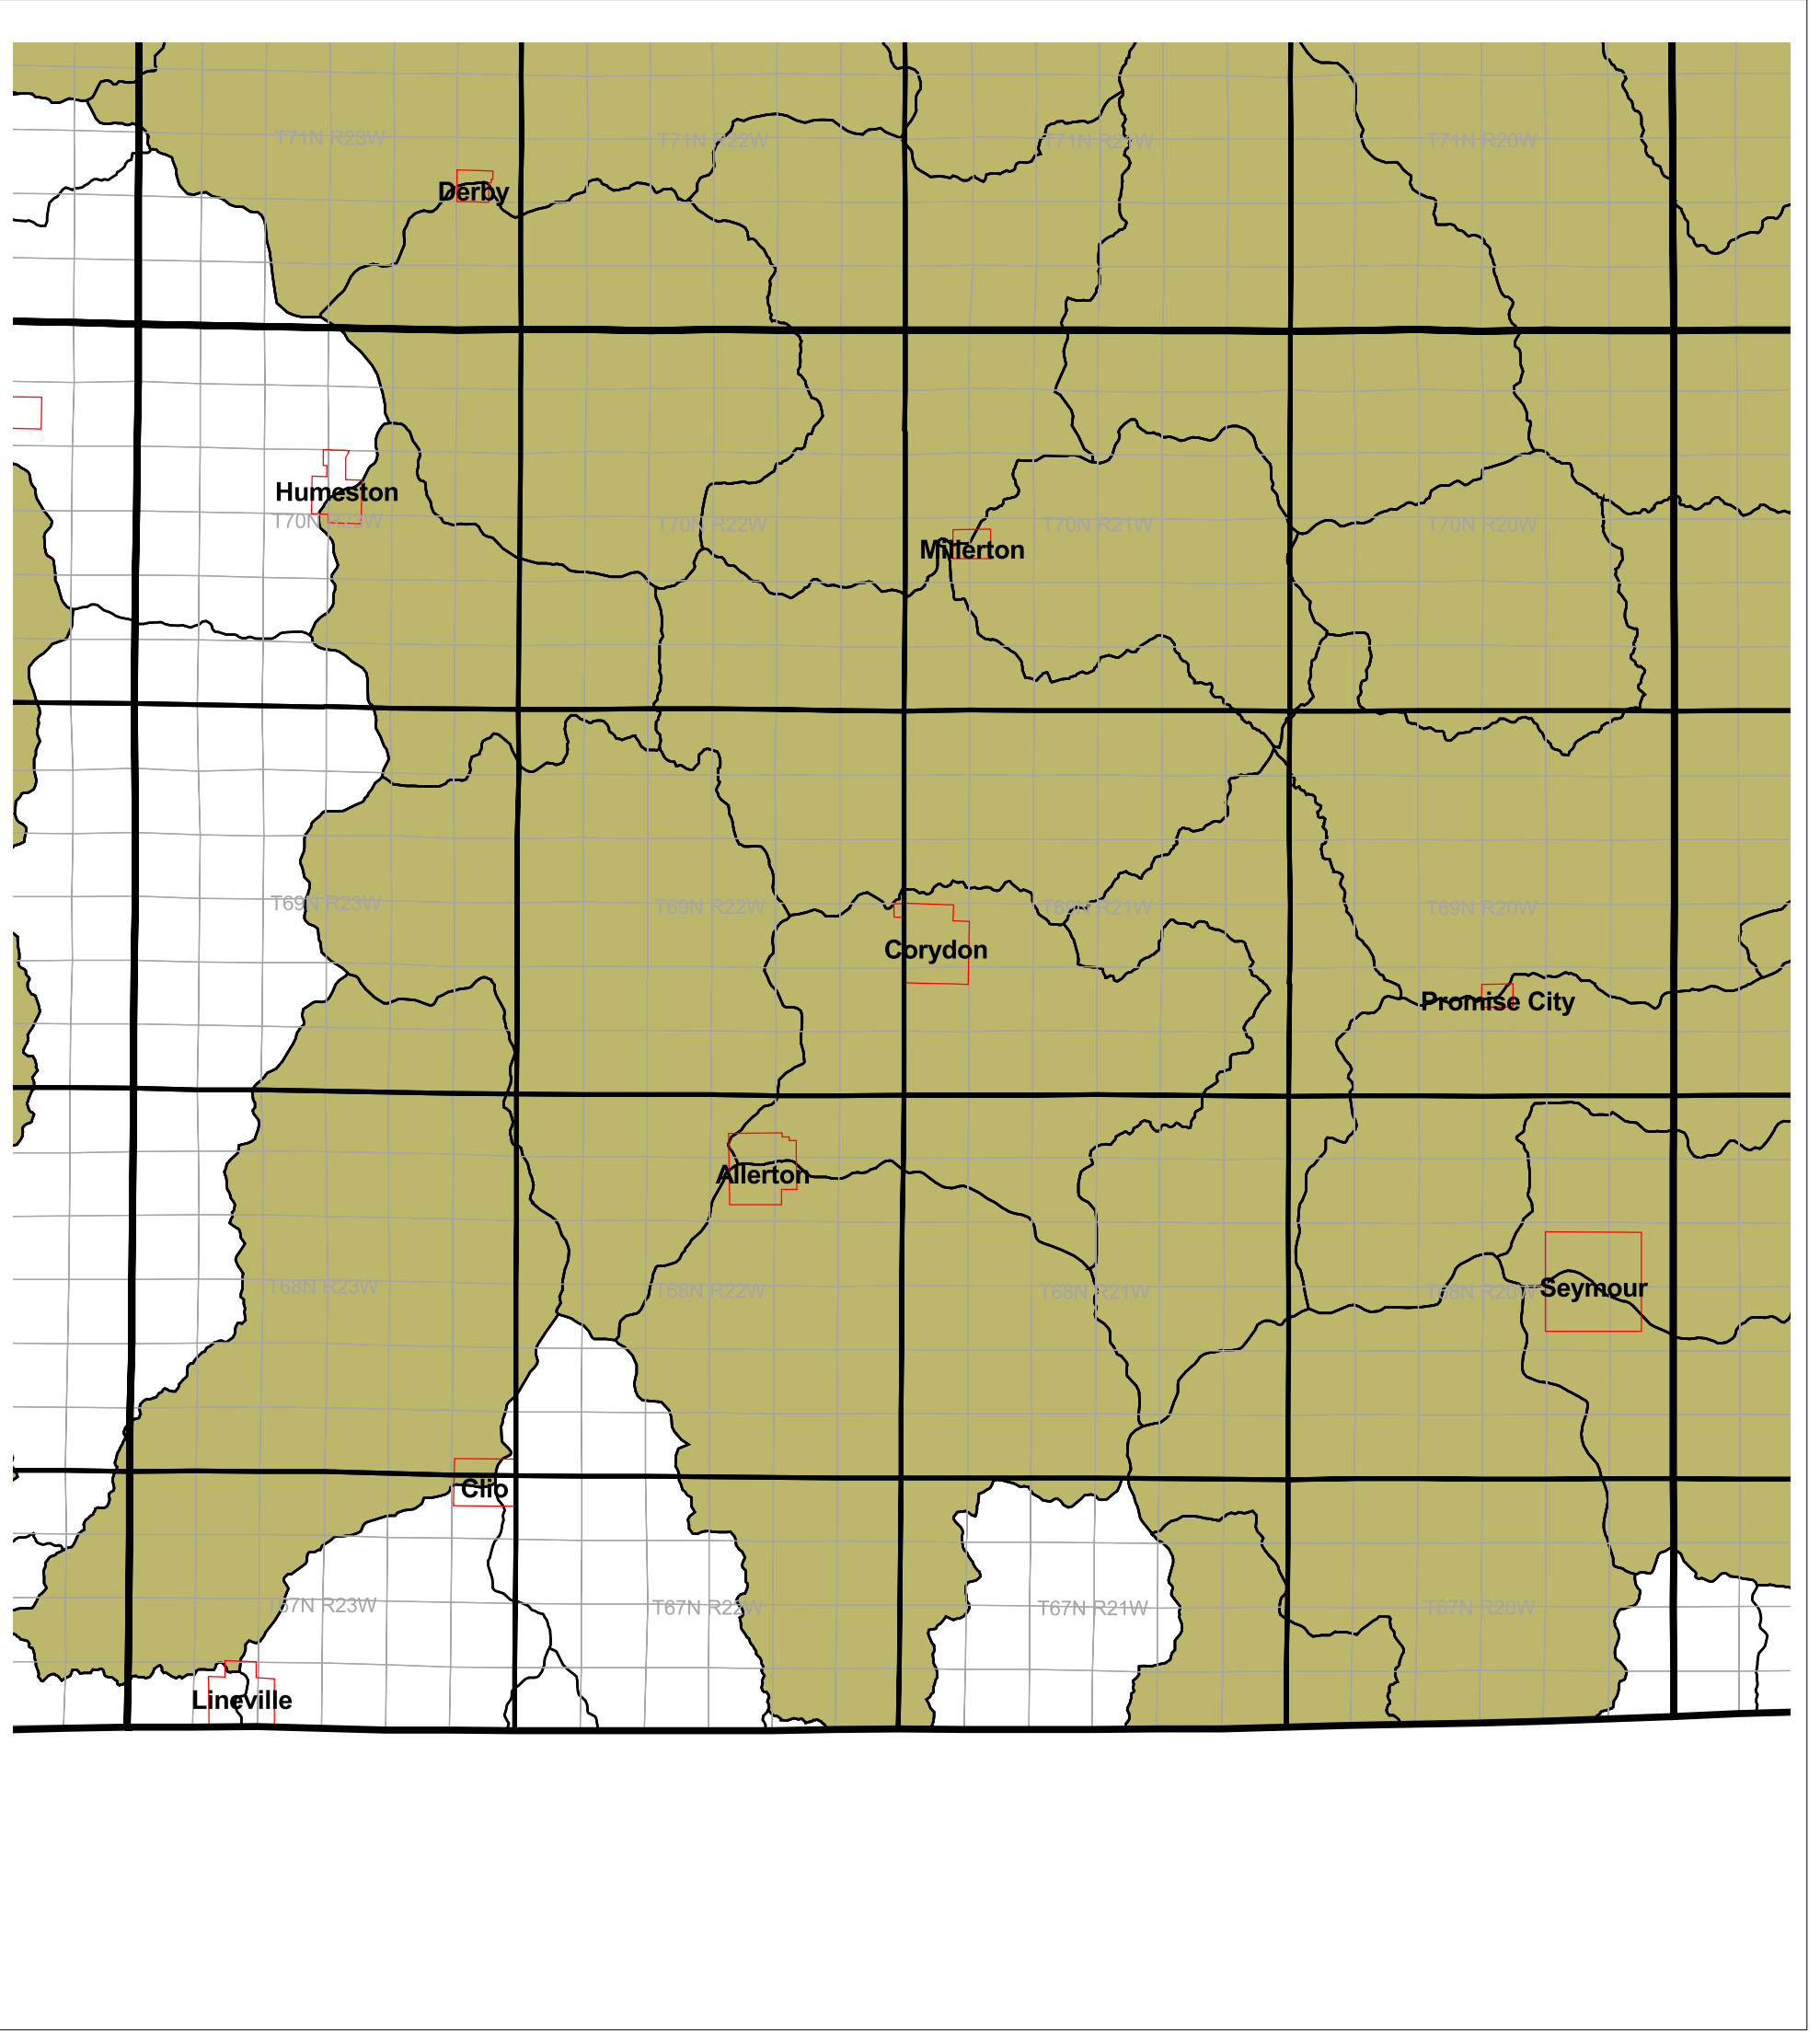 T71N R23W
T71N R22W
T71N R21W
T71N R20W
Derby
Humeston
T70N R23W
T70N R22W
T70N R21W
T70N R20W
Millerton
T69N R23W
T69N R22W
T69N R21W
T69N R20W
Corydon
Promise City
Allerton
T68N R23W
T68N R22W
T68N R21W
T68N R20W
Seymour
Clio
T67N R23W
T67N R22W
T67N R21W
T67N R20W
Lineville